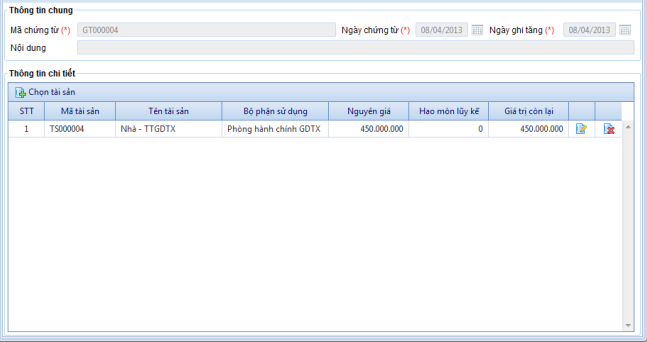 Thông tin chung
Mã chứng từ (*) GT000004 Ngày chứng từ (*) 08/04/2013 Ngày ghi tăng (*) 08/04/2013
Nội dung
Thông tin chi tiết
Chọn tài sản
STT Mã tài sản Tên tài sản Bộ phận sử dụng Nguyên giá Hao mòn lũy kế Giá trị còn lại
1 TS000004 Nhà - TTGDTX Phòng hành chính GDTX 450.000.000 0 450.000.000